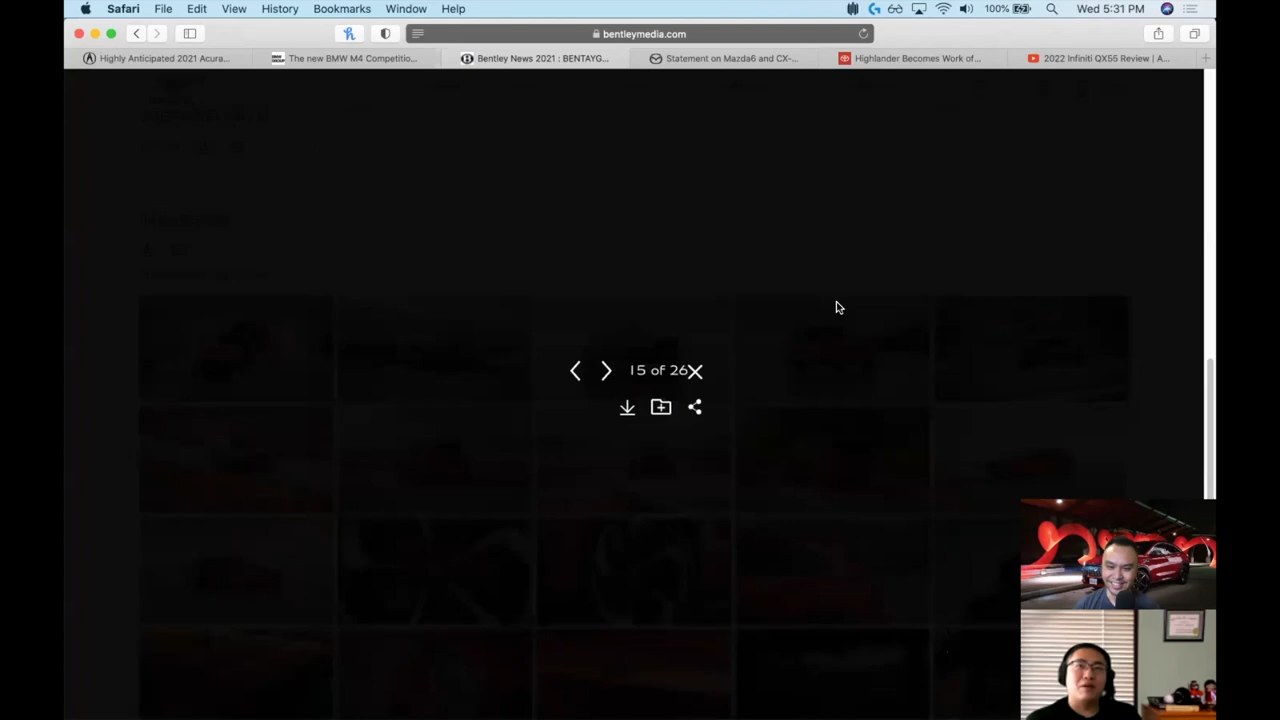 Safari File Edit View History Bookmarks Window Help 100% Wed 5:31 PM
bentleymedia.com
Highly Anticipated 2021 Acura... The new BMW M4 Competitio... Bentley News 2021 : BENTAYG... Statement on Mazda6 and CX-... Highlander Becomes Work of... 2022 Infiniti QX55 Review | A...
15 of 26